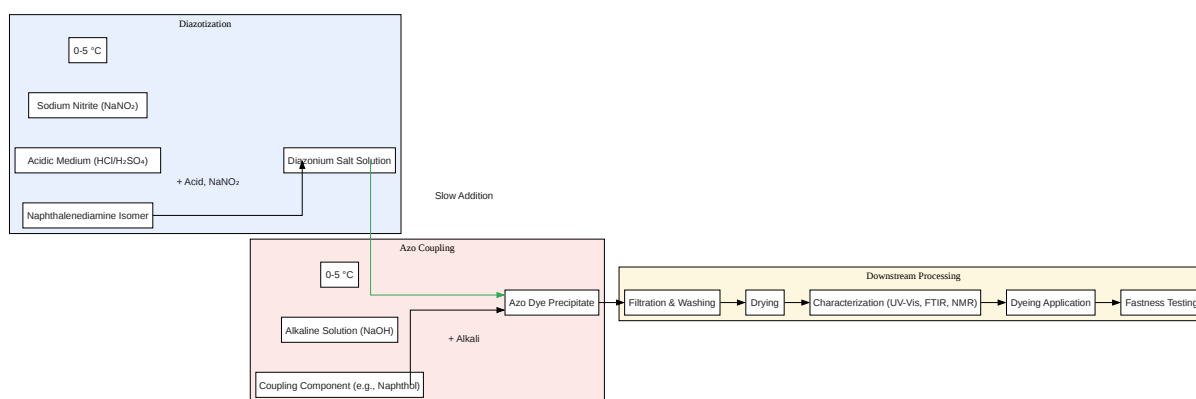 Diazotization
0-5 °C
Sodium Nitrite (NaNO₂)
Acidic Medium (HCl/H₂SO₄)
Diazonium Salt Solution
+ Acid, NaNO₂
Naphthalenediamine Isomer
Slow Addition
Azo Coupling
0-5 °C
Azo Dye Precipitate
Alkaline Solution (NaOH)
+ Alkali
Coupling Component (e.g., Naphthol)
Downstream Processing
Filtration & Washing
Drying
Characterization (UV-Vis, FTIR, NMR)
Dyeing Application
Fastness Testing